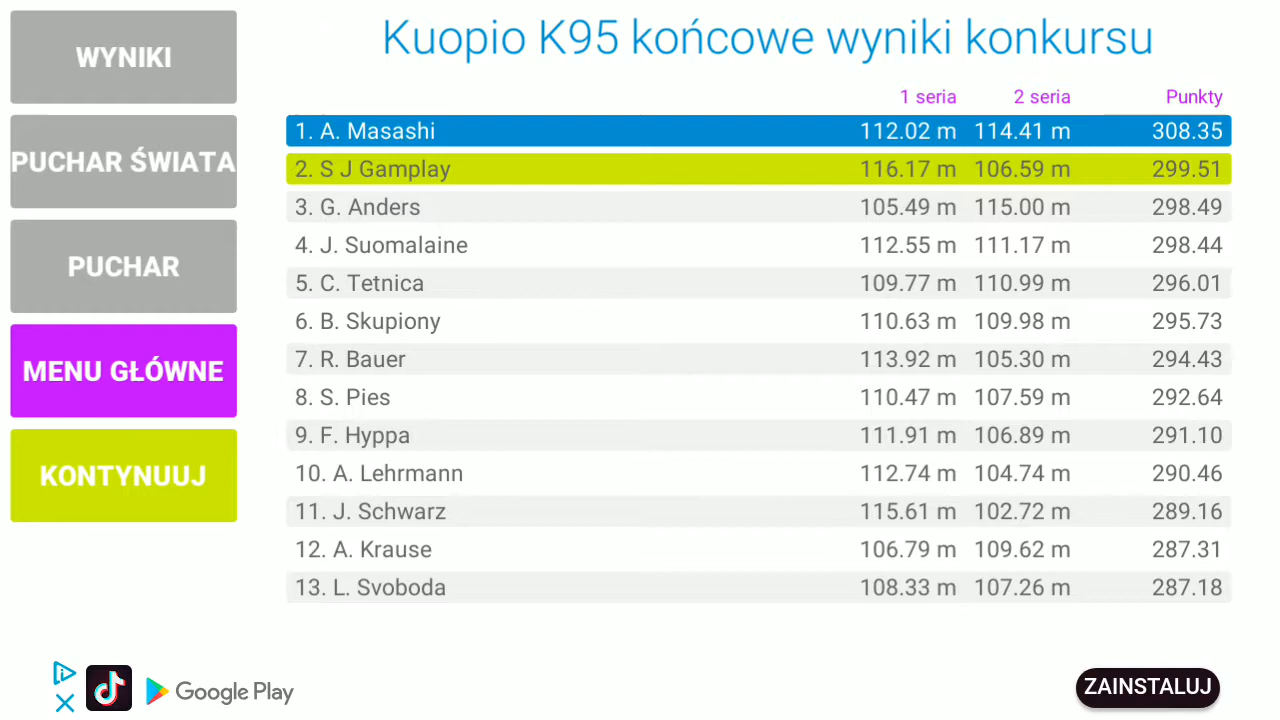 WYNIKI
PUCHAR ŚWIATA
PUCHAR
MENU GŁÓWNE
KONTYNUUJ
Kuopio K95 końcowe wyniki konkursu
1 seria 2 seria Punkty
1. A. Masashi 112.02 m 114.41 m 308.35
2. S J Gamplay 116.17 m 106.59 m 299.51
3. G. Anders 105.49 m 115.00 m 298.49
4. J. Suomalaine 112.55 m 111.17 m 298.44
5. C. Tetnica 109.77 m 110.99 m 296.01
6. B. Skupiony 110.63 m 109.98 m 295.73
7. R. Bauer 113.92 m 105.30 m 294.43
8. S. Pies 110.47 m 107.59 m 292.64
9. F. Hyppa 111.91 m 106.89 m 291.10
10. A. Lehrmann 112.74 m 104.74 m 290.46
11. J. Schwarz 115.61 m 102.72 m 289.16
12. A. Krause 106.79 m 109.62 m 287.31
13. L. Svoboda 108.33 m 107.26 m 287.18
Google Play
ZAINSTALUJ